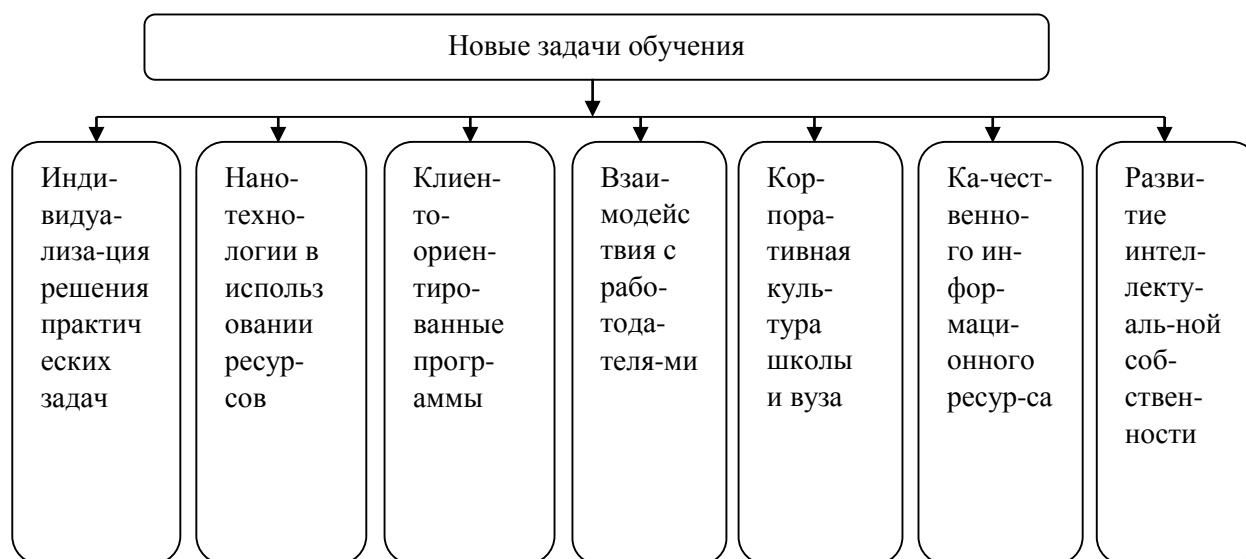 Новые задачи обучения
Инди-
видуа-
лиза-ция
решения
практич
еских
задач
Нано-
техно-
логии в
использ
овании
ресур-
сов
Клиен-
то-
ориен-
тиро-
ванные
прогр-
аммы
Взаи-
модейс
твия с
рабо-
тода-
теля-ми
Кор-
пора-
тивная
куль-
тура
школы
и вуза
Ка-чест-
венно-
го ин-
фор-
маци-
онного
ресур-са
Разви-
тие
интел-
лекту-
аль-ной
соб-
ствен-
ности